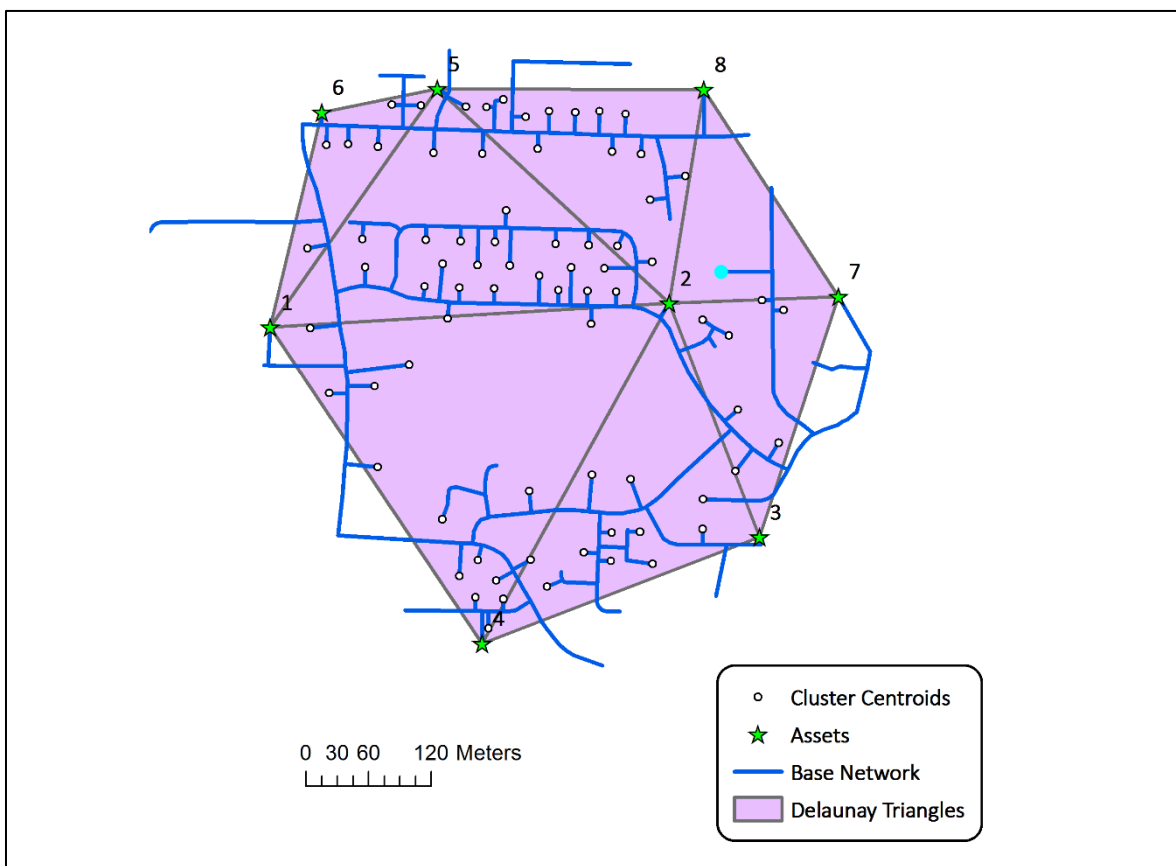 5
8
6
7
2
1
3
4
Cluster Centroids
Assets
Base Network
Delaunay Triangles
0 30 60 120 Meters